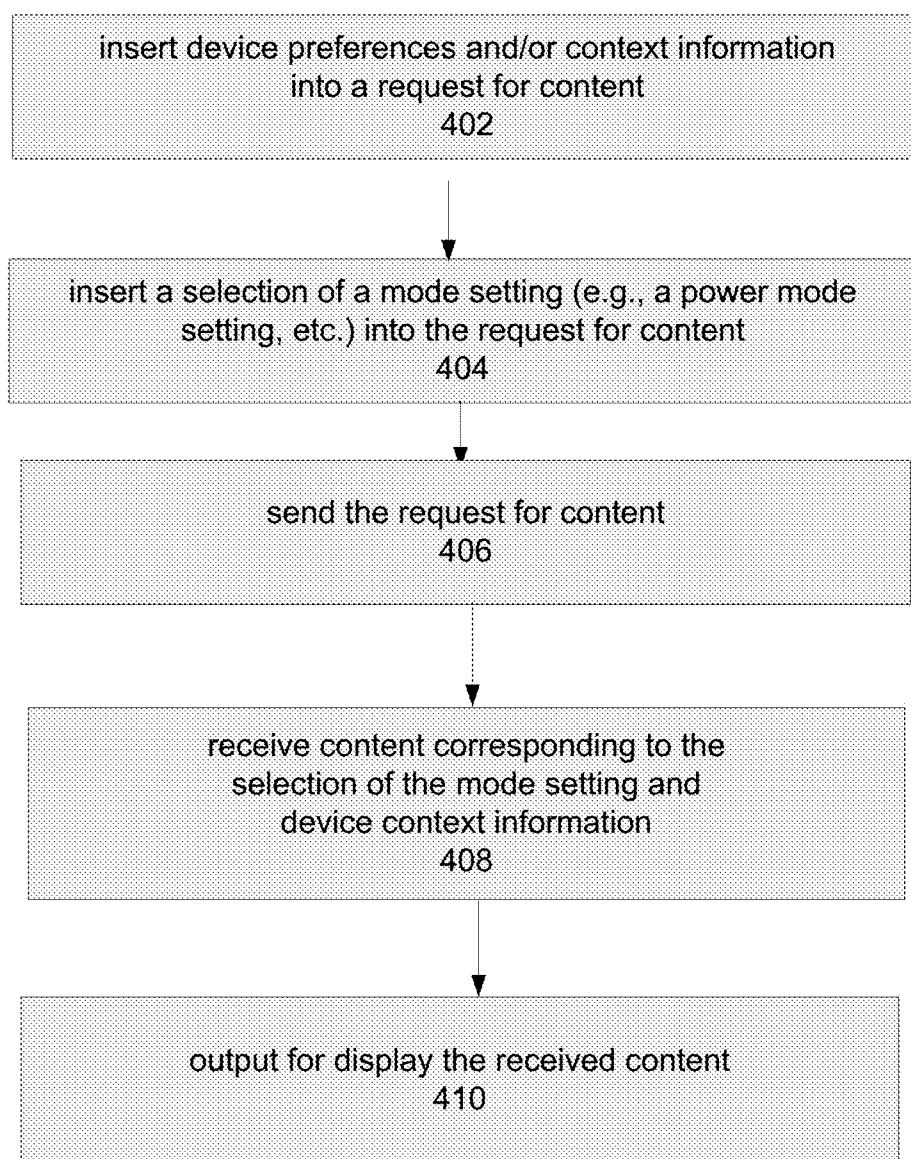 insert device preferences and/or context information
into a request for content
402
insert a selection of a mode setting (e.g., a power mode
setting, etc.) into the request for content
404
send the request for content
406
receive content corresponding to the
selection of the mode setting and
device context information
408
output for display the received content
410